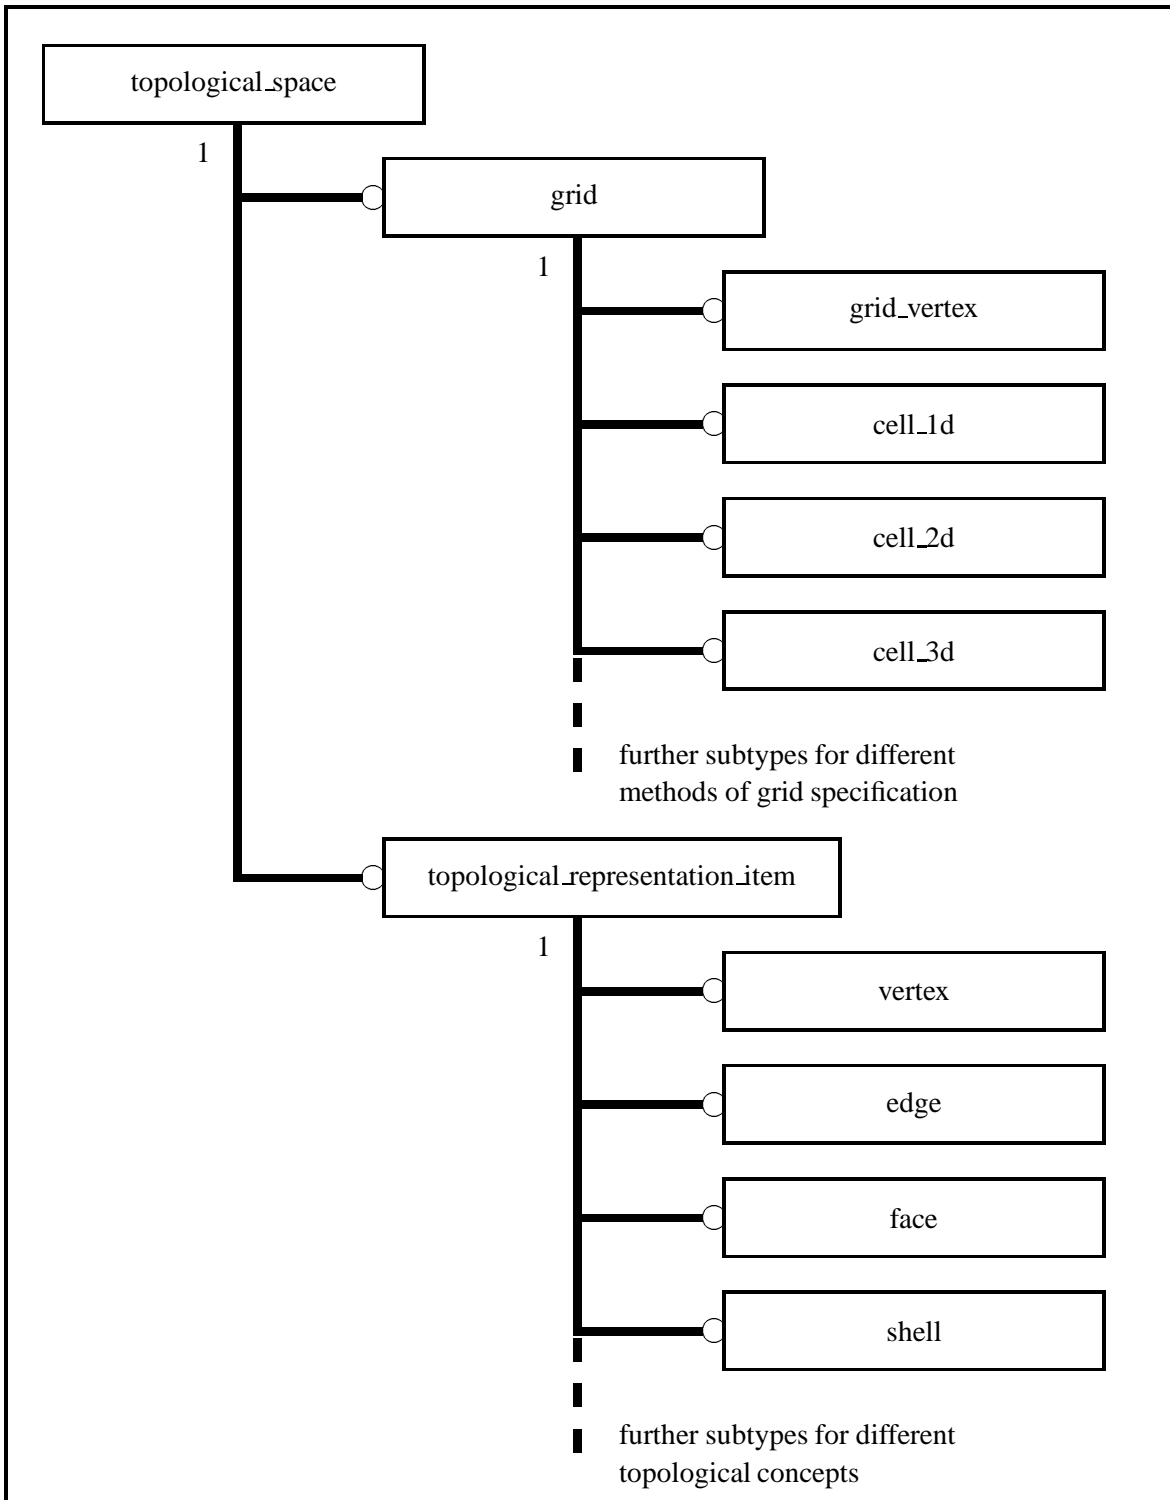 topological_space
1
grid
1
grid_vertex
cell_1d
cell_2d
cell_3d
further subtypes for different
methods of grid specification
topological_representation_item
1
vertex
edge
face
shell
further subtypes for different
topological concepts